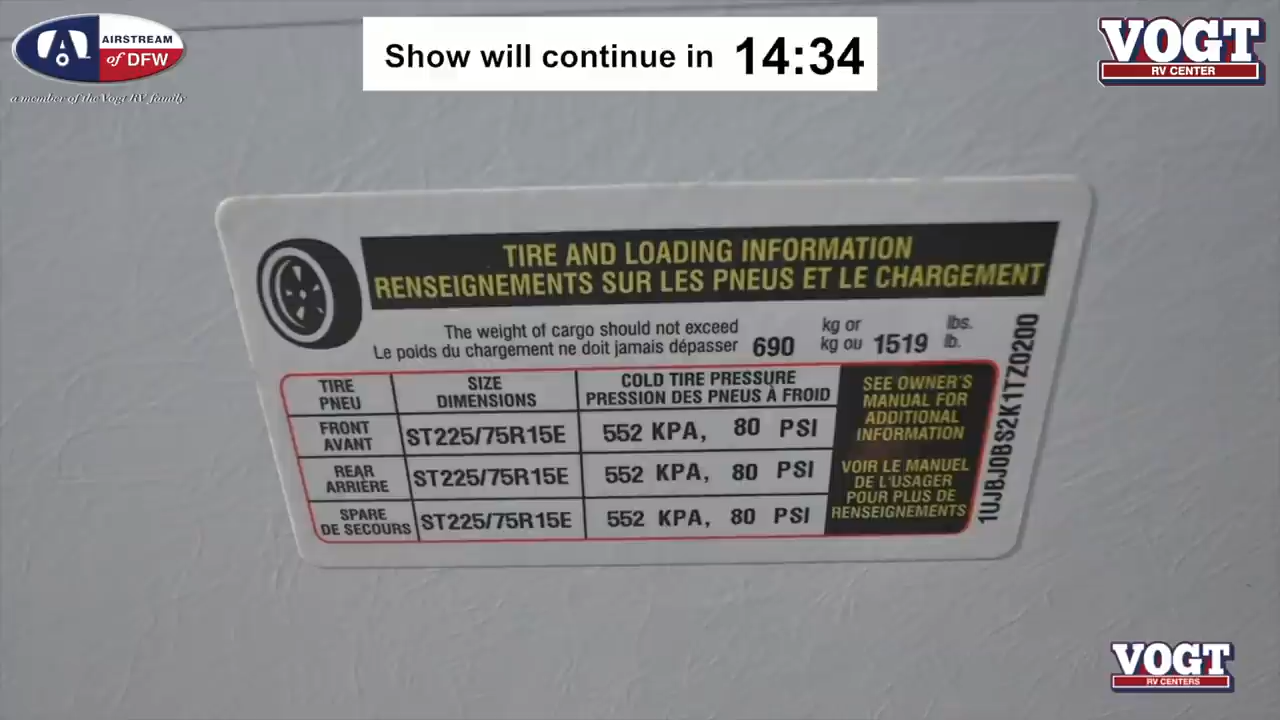 AIRSTREAM
of DFW
a member of the Vogt RV family
Show will continue in 14:34
VOGT
RV CENTER
TIRE AND LOADING INFORMATION
RENSEIGNEMENTS SUR LES PNEUS ET LE CHARGEMENT
The weight of cargo should not exceed
Le poids du chargement ne doit jamais dépasser
690
kg or
kg ou
1519
lbs.
lb.
TIRE
PNEU
SIZE
DIMENSIONS
COLD TIRE PRESSURE
PRESSION DES PNEUS À FROID
FRONT
AVANT
ST225/75R15E
552 KPA, 80 PSI
REAR
ARRIÈRE
ST225/75R15E
552 KPA, 80 PSI
SPARE
DE SECOURS
ST225/75R15E
552 KPA, 80 PSI
SEE OWNER'S
MANUAL FOR
ADDITIONAL
INFORMATION
VOIR LE MANUEL
DE L'USAGER
POUR PLUS DE
RENSEIGNEMENTS
1UJBJ0BS2K1TZ0200
VOGT
RV CENTERS